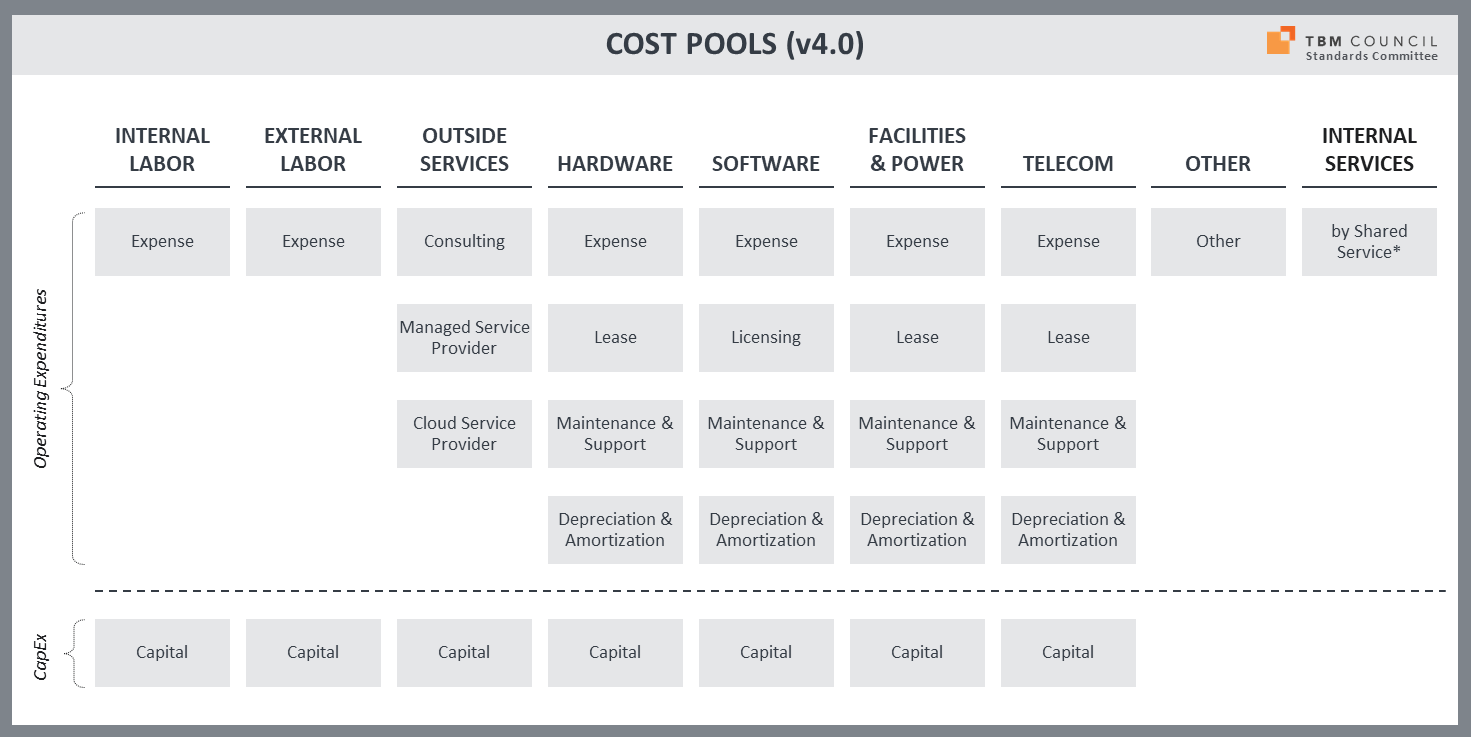 COST POOLS (v4.0)
TBM COUNCIL
Standards Committee
INTERNAL
LABOR
EXTERNAL
LABOR
OUTSIDE
SERVICES
HARDWARE
SOFTWARE
FACILITIES
& POWER
TELECOM
OTHER
INTERNAL
SERVICES
Operating Expenditures
Expense
Expense
Consulting
Expense
Expense
Expense
Expense
Other
by Shared
Service*
Managed Service
Provider
Lease
Licensing
Lease
Lease
Cloud Service
Provider
Maintenance &
Support
Maintenance &
Support
Maintenance &
Support
Maintenance &
Support
Depreciation &
Amortization
Depreciation &
Amortization
Depreciation &
Amortization
Depreciation &
Amortization
CapEx
Capital
Capital
Capital
Capital
Capital
Capital
Capital